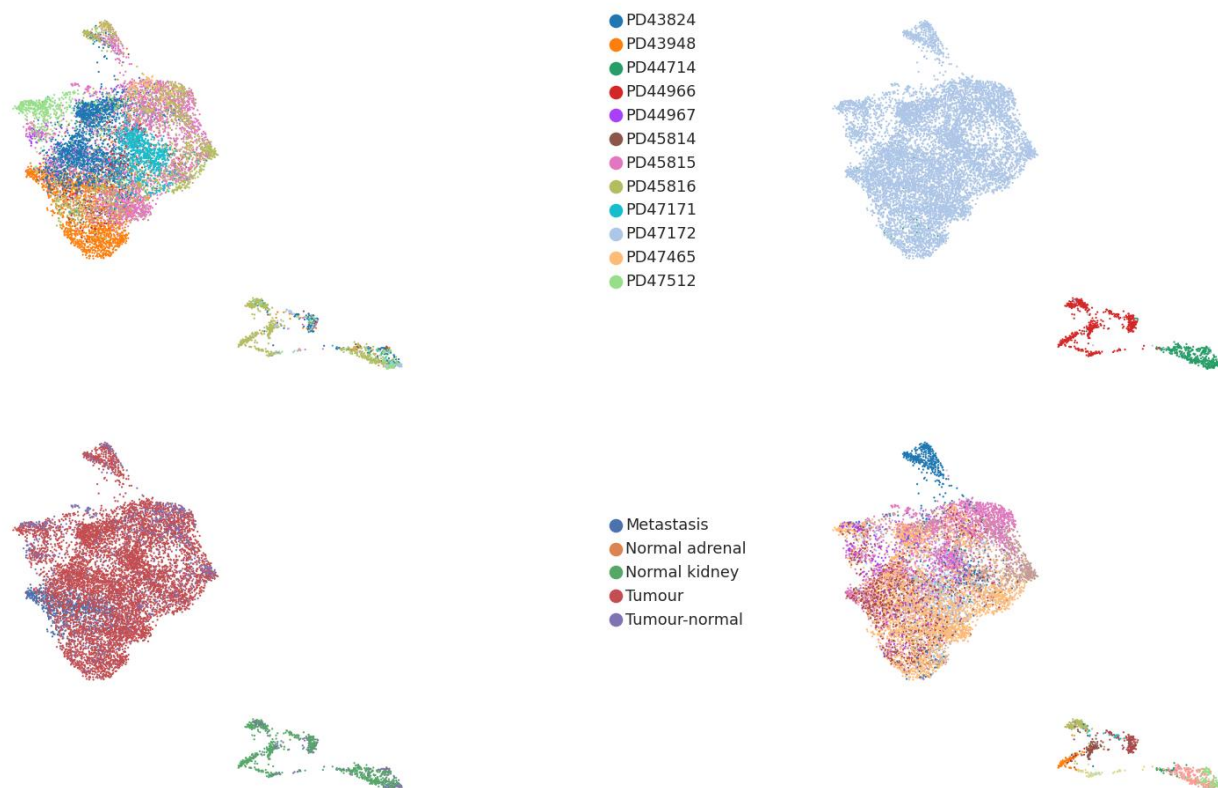 PD43824
PD43948
PD44714
PD44966
PD44967
PD45814
PD45815
PD45816
PD47171
PD47172
PD47465
PD47512
Metastasis
Normal adrenal
Normal kidney
Tumour
Tumour-normal